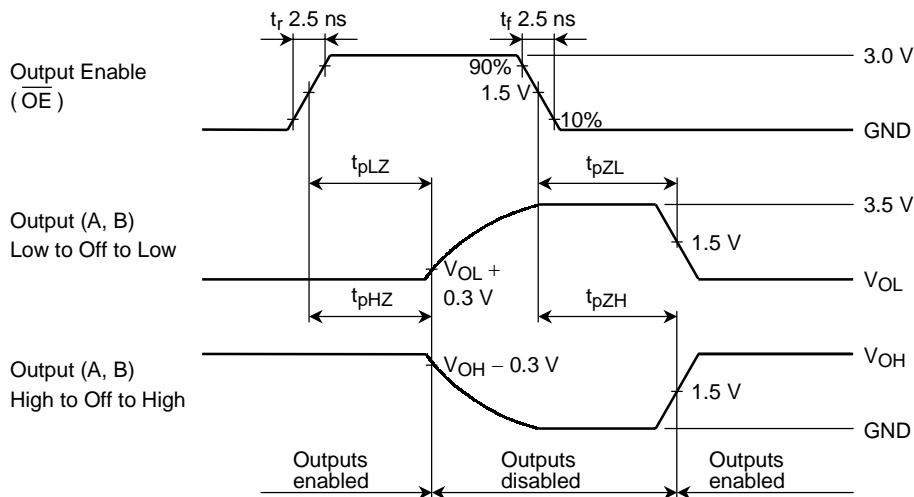 tr 2.5 ns
tf 2.5 ns
Output Enable
( OE )
90%
1.5 V
10%
3.0 V
GND
tpLZ
tpZL
Output (A, B)
Low to Off to Low
3.5 V
1.5 V
VOL +
0.3 V
VOL
tpHZ
tpZH
Output (A, B)
High to Off to High
VOH − 0.3 V
VOH
1.5 V
GND
Outputs
enabled
Outputs
disabled
Outputs
enabled